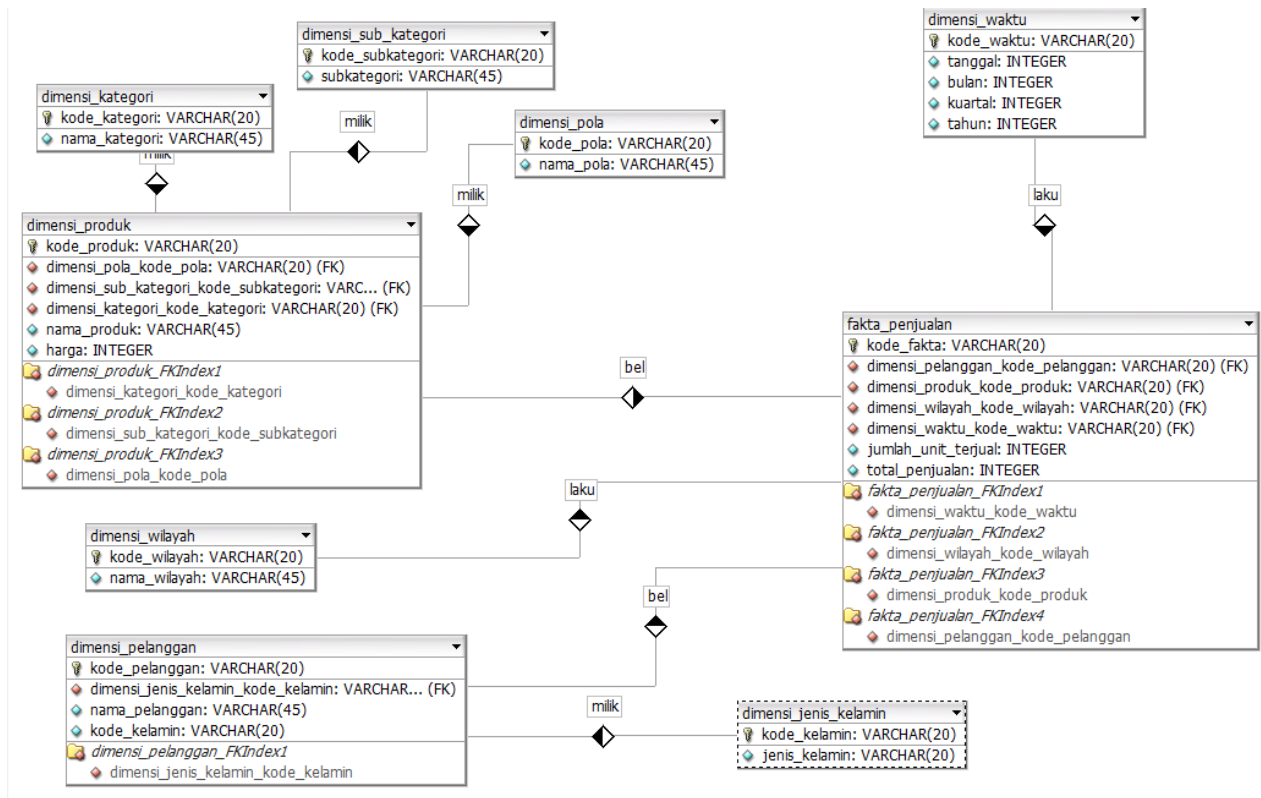 dimensi_sub_kategori
kode_subkategori: VARCHAR(20)
subkategori: VARCHAR(45)
dimensi_waktu
kode_waktu: VARCHAR(20)
tanggal: INTEGER
bulan: INTEGER
kuartal: INTEGER
tahun: INTEGER
dimensi_kategori
kode_kategori: VARCHAR(20)
nama_kategori: VARCHAR(45)
milik
milik
dimensi_pola
kode_pola: VARCHAR(20)
nama_pola: VARCHAR(45)
milik
laku
dimensi_produk
kode_produk: VARCHAR(20)
dimensi_pola_kode_pola: VARCHAR(20) (FK)
dimensi_sub_kategori_kode_subkategori: VARC... (FK)
dimensi_kategori_kode_kategori: VARCHAR(20) (FK)
nama_produk: VARCHAR(45)
harga: INTEGER
dimensi_produk_FKIndex1
dimensi_kategori_kode_kategori
dimensi_produk_FKIndex2
dimensi_sub_kategori_kode_subkategori
dimensi_produk_FKIndex3
dimensi_pola_kode_pola
bel
fakta_penjualan
kode_fakta: VARCHAR(20)
dimensi_pelanggan_kode_pelanggan: VARCHAR(20) (FK)
dimensi_produk_kode_produk: VARCHAR(20) (FK)
dimensi_wilayah_kode_wilayah: VARCHAR(20) (FK)
dimensi_waktu_kode_waktu: VARCHAR(20) (FK)
jumlah_unit_terjual: INTEGER
total_penjualan: INTEGER
fakta_penjualan_FKIndex1
dimensi_waktu_kode_waktu
fakta_penjualan_FKIndex2
dimensi_wilayah_kode_wilayah
fakta_penjualan_FKIndex3
dimensi_produk_kode_produk
fakta_penjualan_FKIndex4
dimensi_pelanggan_kode_pelanggan
laku
dimensi_wilayah
kode_wilayah: VARCHAR(20)
nama_wilayah: VARCHAR(45)
bel
dimensi_pelanggan
kode_pelanggan: VARCHAR(20)
dimensi_jenis_kelamin_kode_kelamin: VARCHAR... (FK)
nama_pelanggan: VARCHAR(45)
kode_kelamin: VARCHAR(20)
dimensi_pelanggan_FKIndex1
dimensi_jenis_kelamin_kode_kelamin
milik
dimensi_jenis_kelamin
kode_kelamin: VARCHAR(20)
jenis_kelamin: VARCHAR(20)